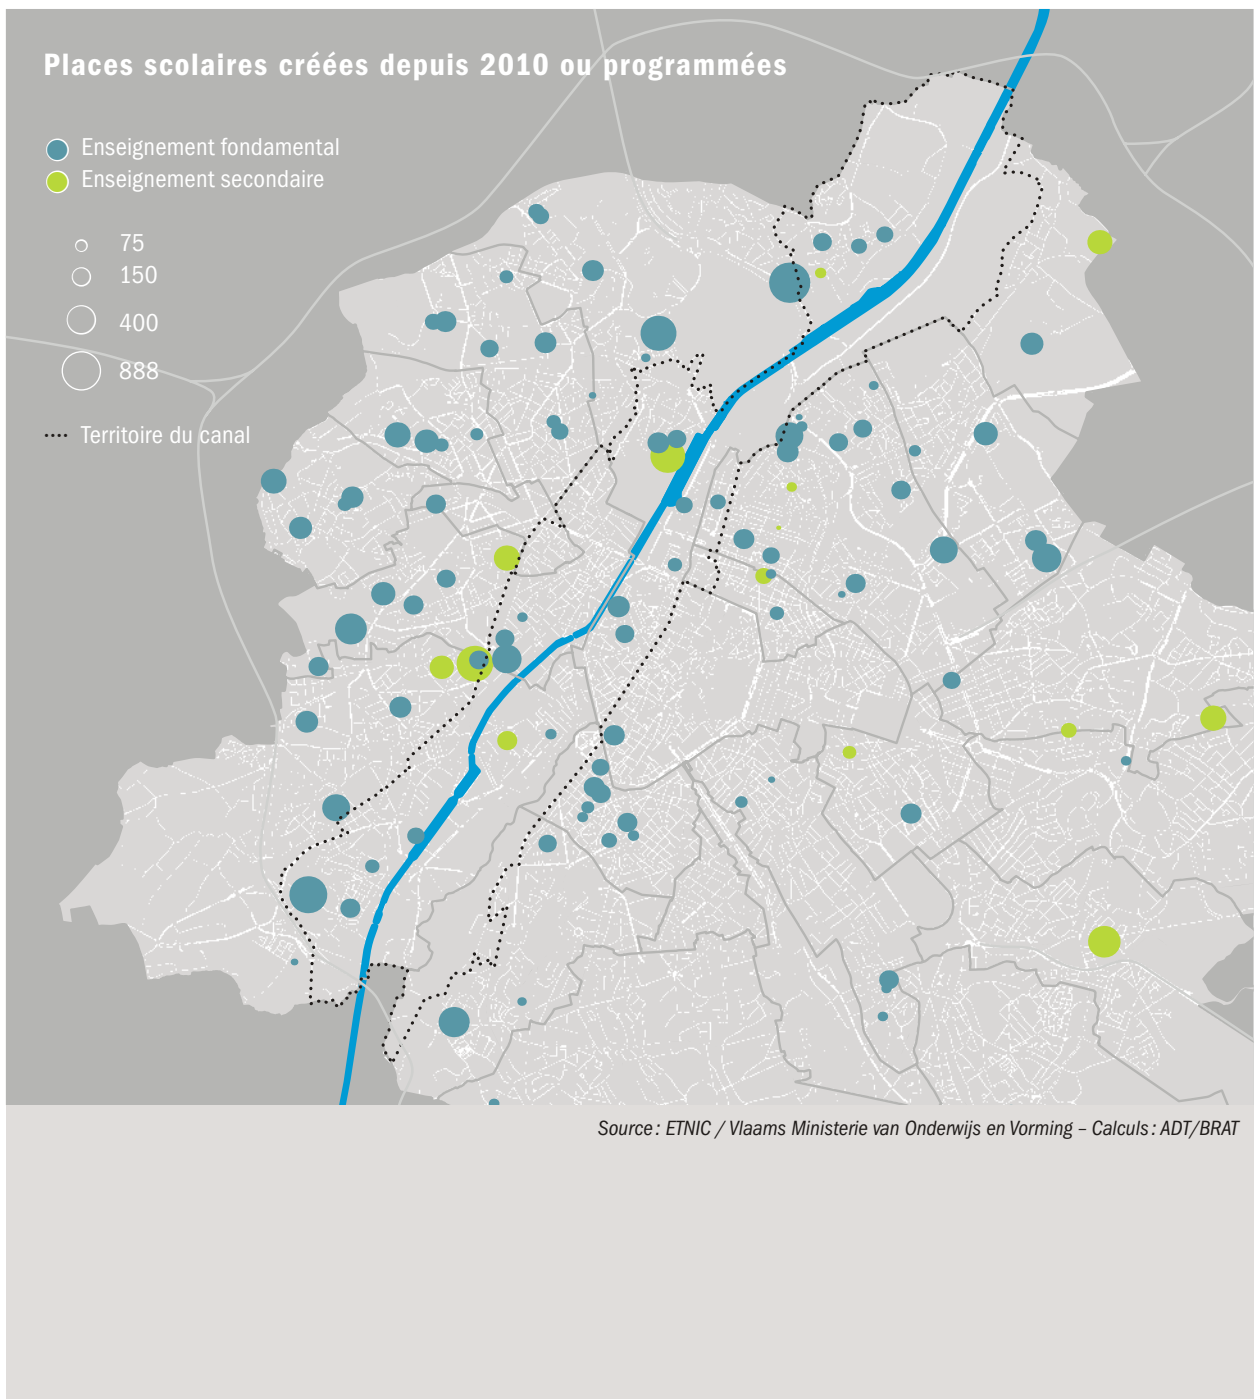 Places scolaires créées depuis 2010 ou programmées
Enseignement fondamental
Enseignement secondaire
75
150
400
888
Territoire du canal
Source : ETNIC / Vlaams Ministerie van Onderwijs en Vorming – Calculs : ADT/BRAT